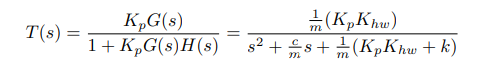 T(s) = \frac{K_p G(s)}{1 + K_p G(s) H(s)} = \frac{\frac{1}{m}(K_p K_{hw})}{s^2 + \frac{c}{m}s + \frac{1}{m}(K_p K_{hw} + k)}